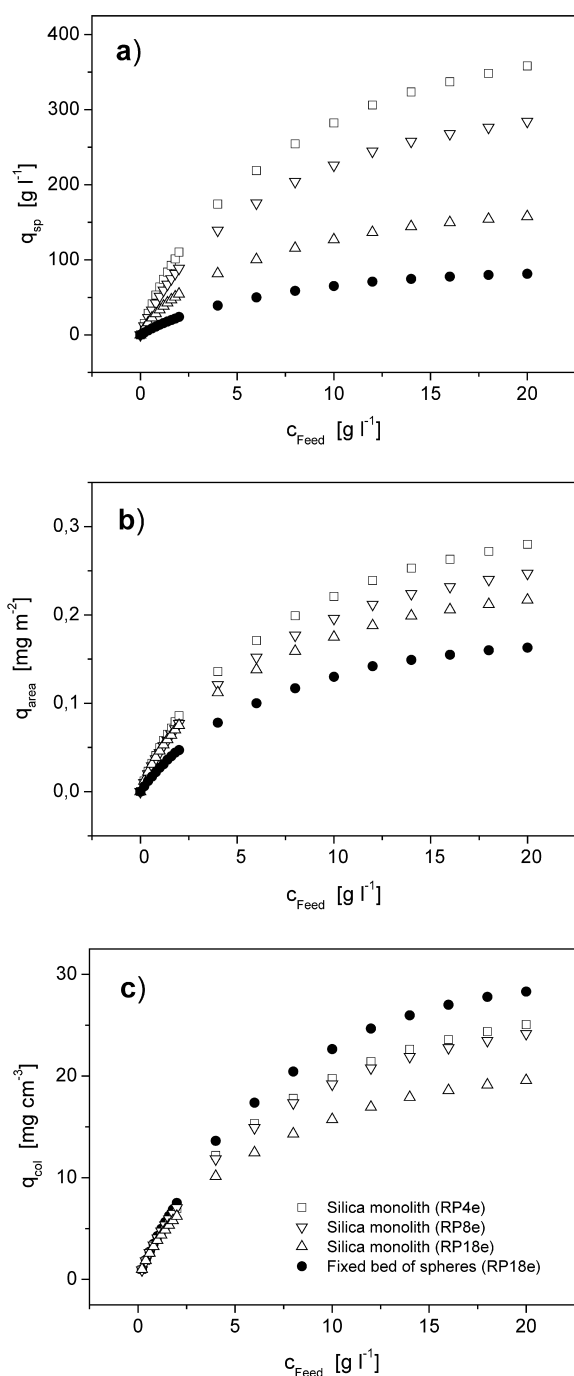 a)
400
300
200
100
0
q_sp [g l⁻¹]
0 5 10 15 20
c_Feed [g l⁻¹]
b)
0,3
0,2
0,1
0,0
q_area [mg m⁻²]
0 5 10 15 20
c_Feed [g l⁻¹]
c)
30
20
10
0
q_col [mg cm⁻³]
Silica monolith (RP4e)
Silica monolith (RP8e)
Silica monolith (RP18e)
Fixed bed of spheres (RP18e)
0 5 10 15 20
c_Feed [g l⁻¹]